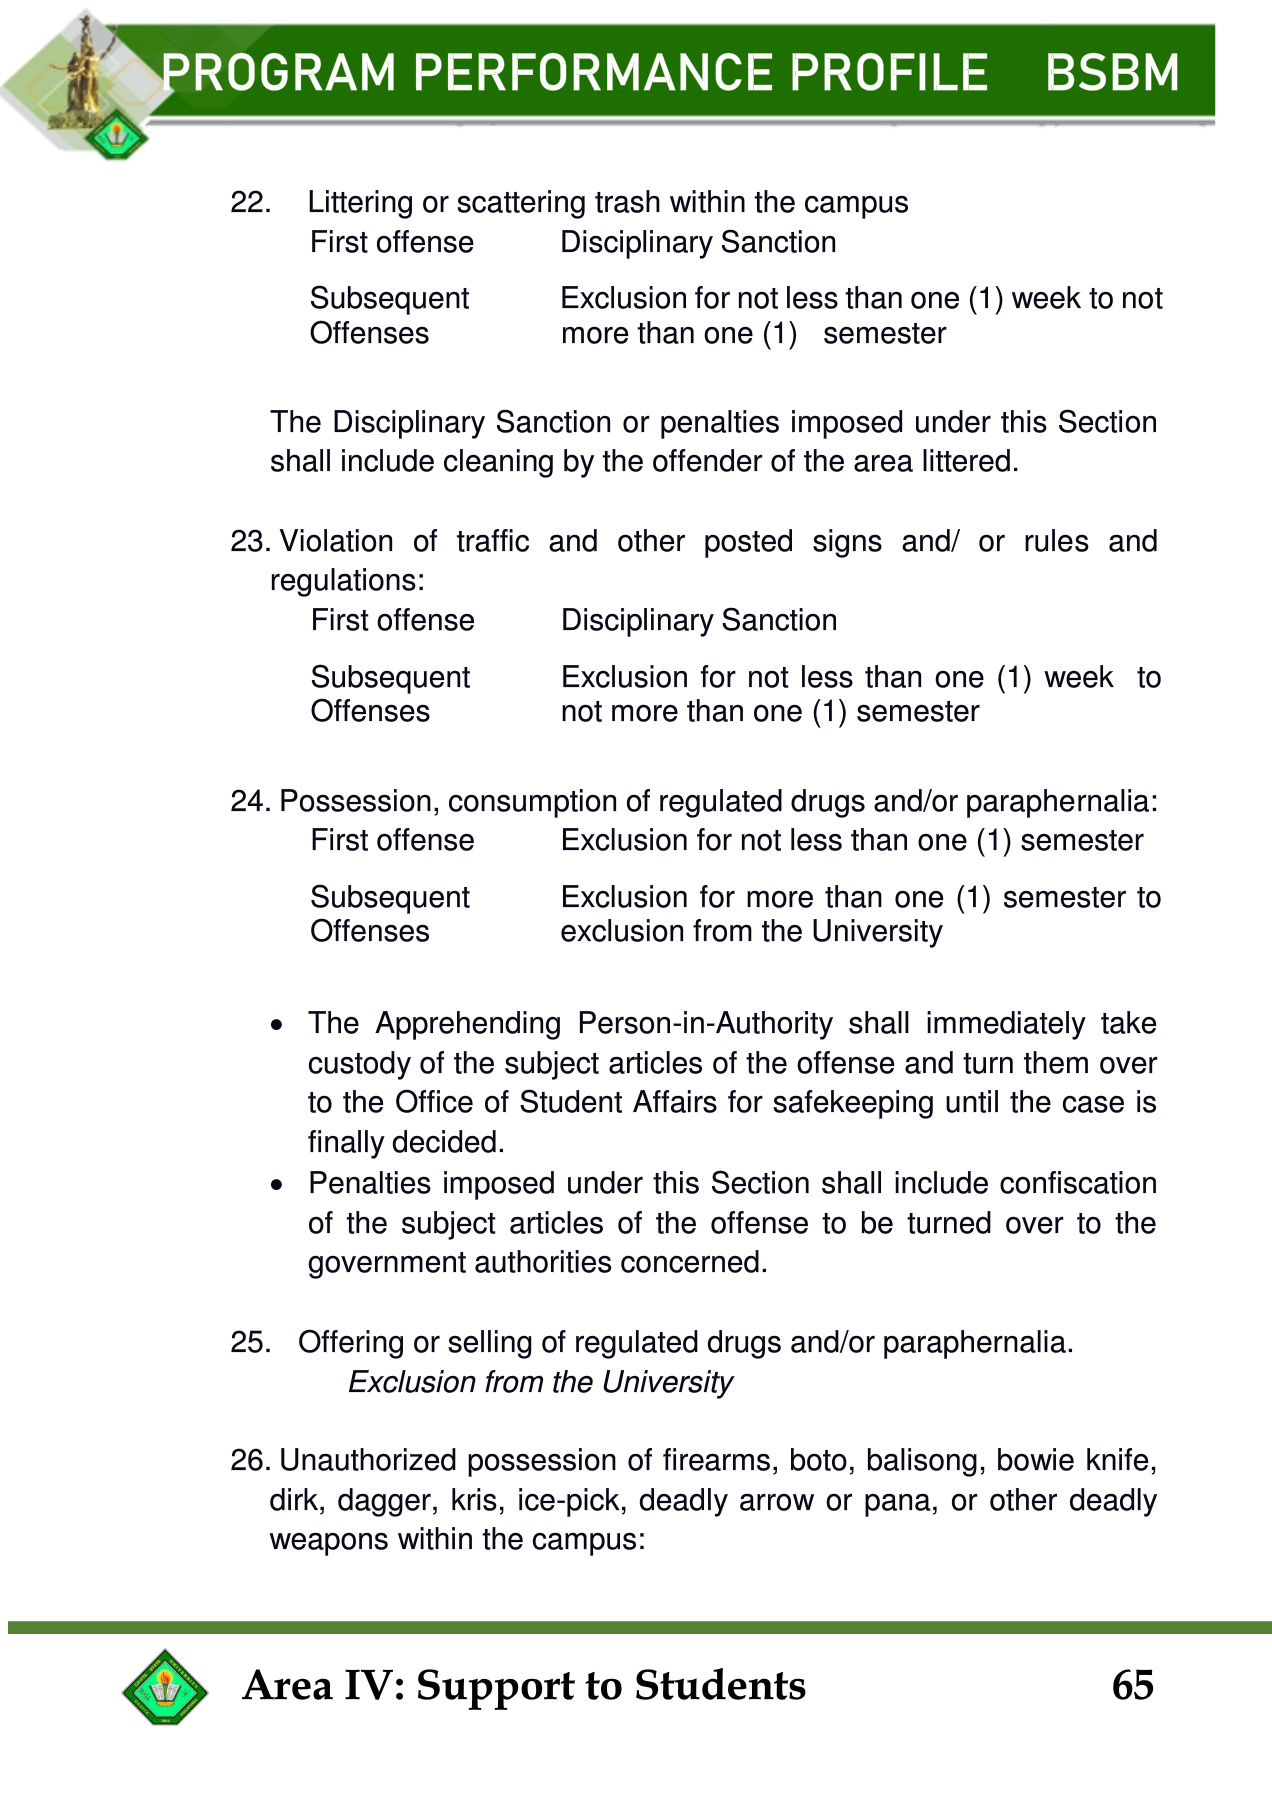 PROGRAM PERFORMANCE PROFILE BSBM
22. Littering or scattering trash within the campus
First offense Disciplinary Sanction
Subsequent Exclusion for not less than one (1) week to not
Offenses more than one (1) semester
The Disciplinary Sanction or penalties imposed under this Section
shall include cleaning by the offender of the area littered.
23. Violation of traffic and other posted signs and/ or rules and
regulations:
First offense Disciplinary Sanction
Subsequent Exclusion for not less than one (1) week to
Offenses not more than one (1) semester
24. Possession, consumption of regulated drugs and/or paraphernalia:
First offense Exclusion for not less than one (1) semester
Subsequent Exclusion for more than one (1) semester to
Offenses exclusion from the University
• The Apprehending Person-in-Authority shall immediately take
custody of the subject articles of the offense and turn them over
to the Office of Student Affairs for safekeeping until the case is
finally decided.
• Penalties imposed under this Section shall include confiscation
of the subject articles of the offense to be turned over to the
government authorities concerned.
25. Offering or selling of regulated drugs and/or paraphernalia.
Exclusion from the University
26. Unauthorized possession of firearms, boto, balisong, bowie knife,
dirk, dagger, kris, ice-pick, deadly arrow or pana, or other deadly
weapons within the campus:
Area IV: Support to Students 65